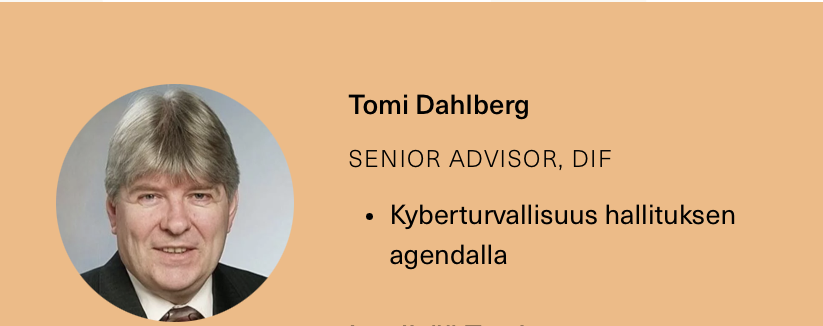 Tomi Dahlberg
SENIOR ADVISOR, DIF
• Kyberturvallisuus hallituksen
agendalla